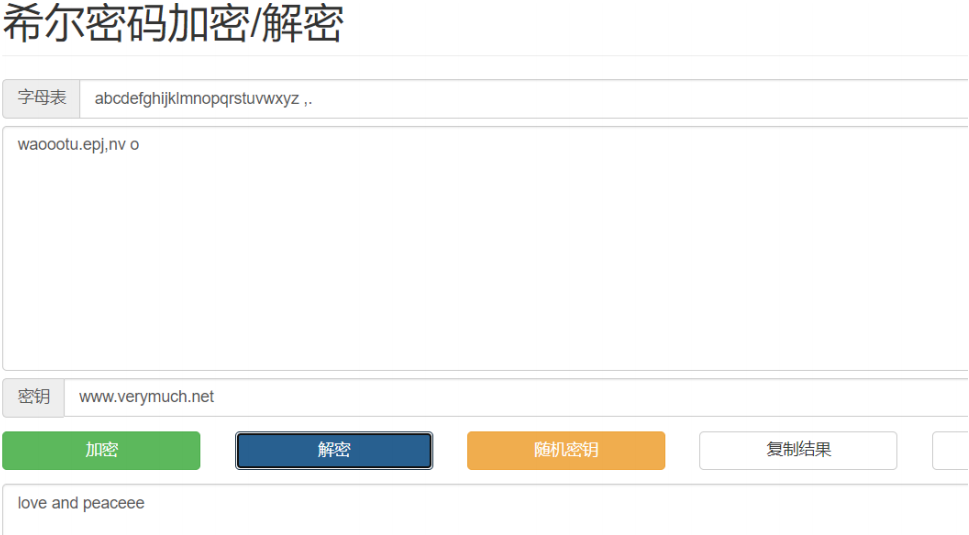 希尔密码加密/解密
字母表 abcdefghijklmnopqrstuvwxyz ,.
waoootu.epj,nv o
密钥 www.verymuch.net
加密 解密 随机密钥 复制结果
love and peaceee